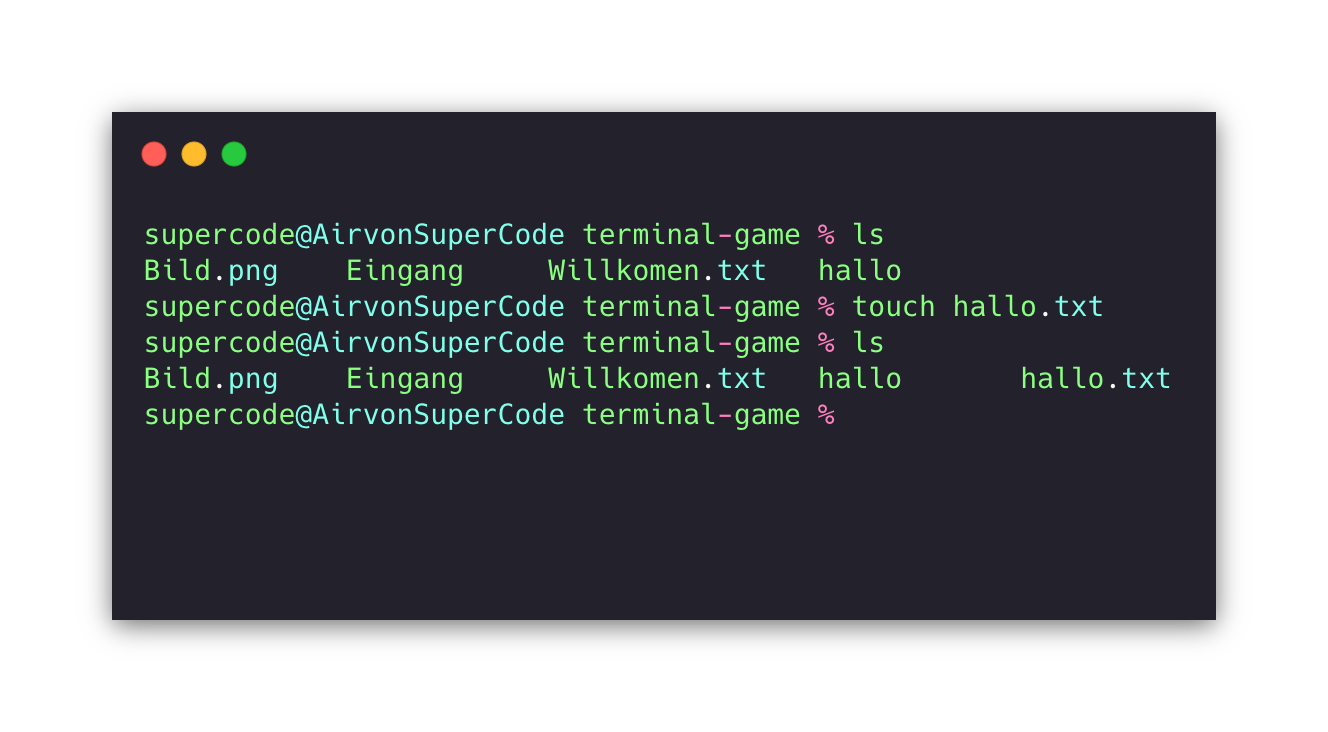 supercode@AirvonSuperCode terminal-game % ls
Bild.png    Eingang     Willkomen.txt   hallo
supercode@AirvonSuperCode terminal-game % touch hallo.txt
supercode@AirvonSuperCode terminal-game % ls
Bild.png    Eingang     Willkomen.txt   hallo       hallo.txt
supercode@AirvonSuperCode terminal-game %